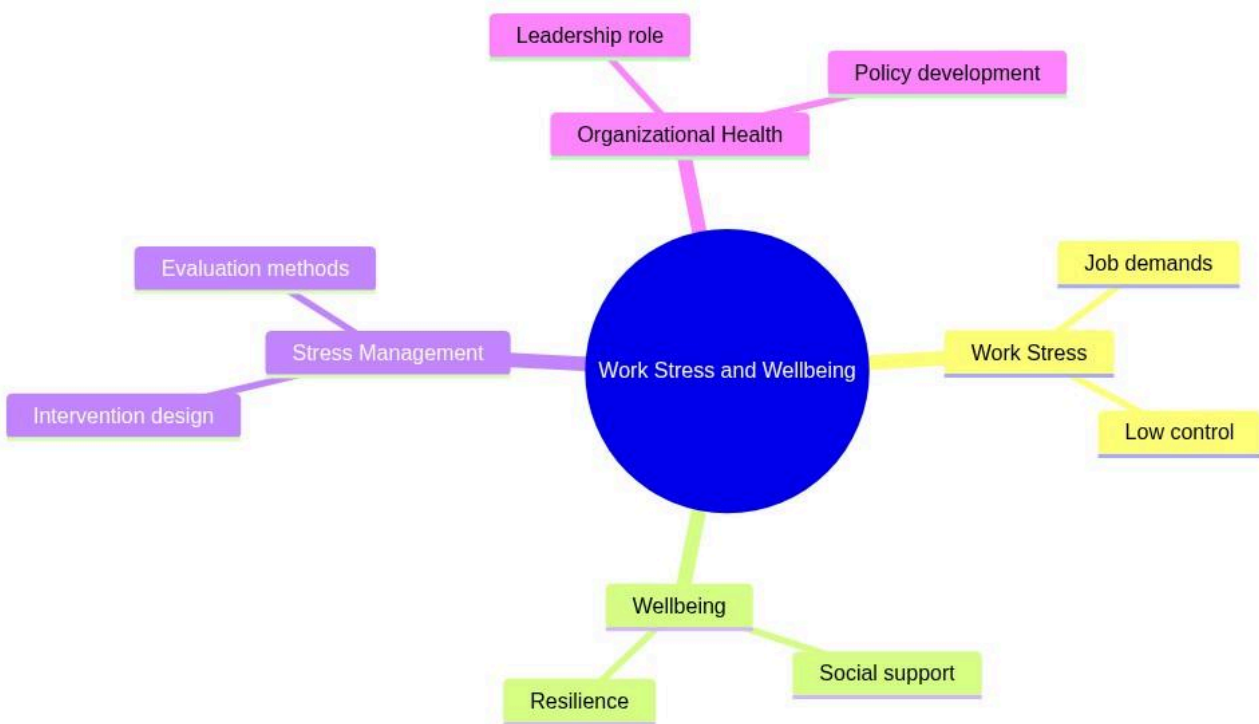 Leadership role
Policy development
Organizational Health
Evaluation methods
Job demands
Stress Management
Work Stress
Work Stress and Wellbeing
Intervention design
Low control
Wellbeing
Social support
Resilience